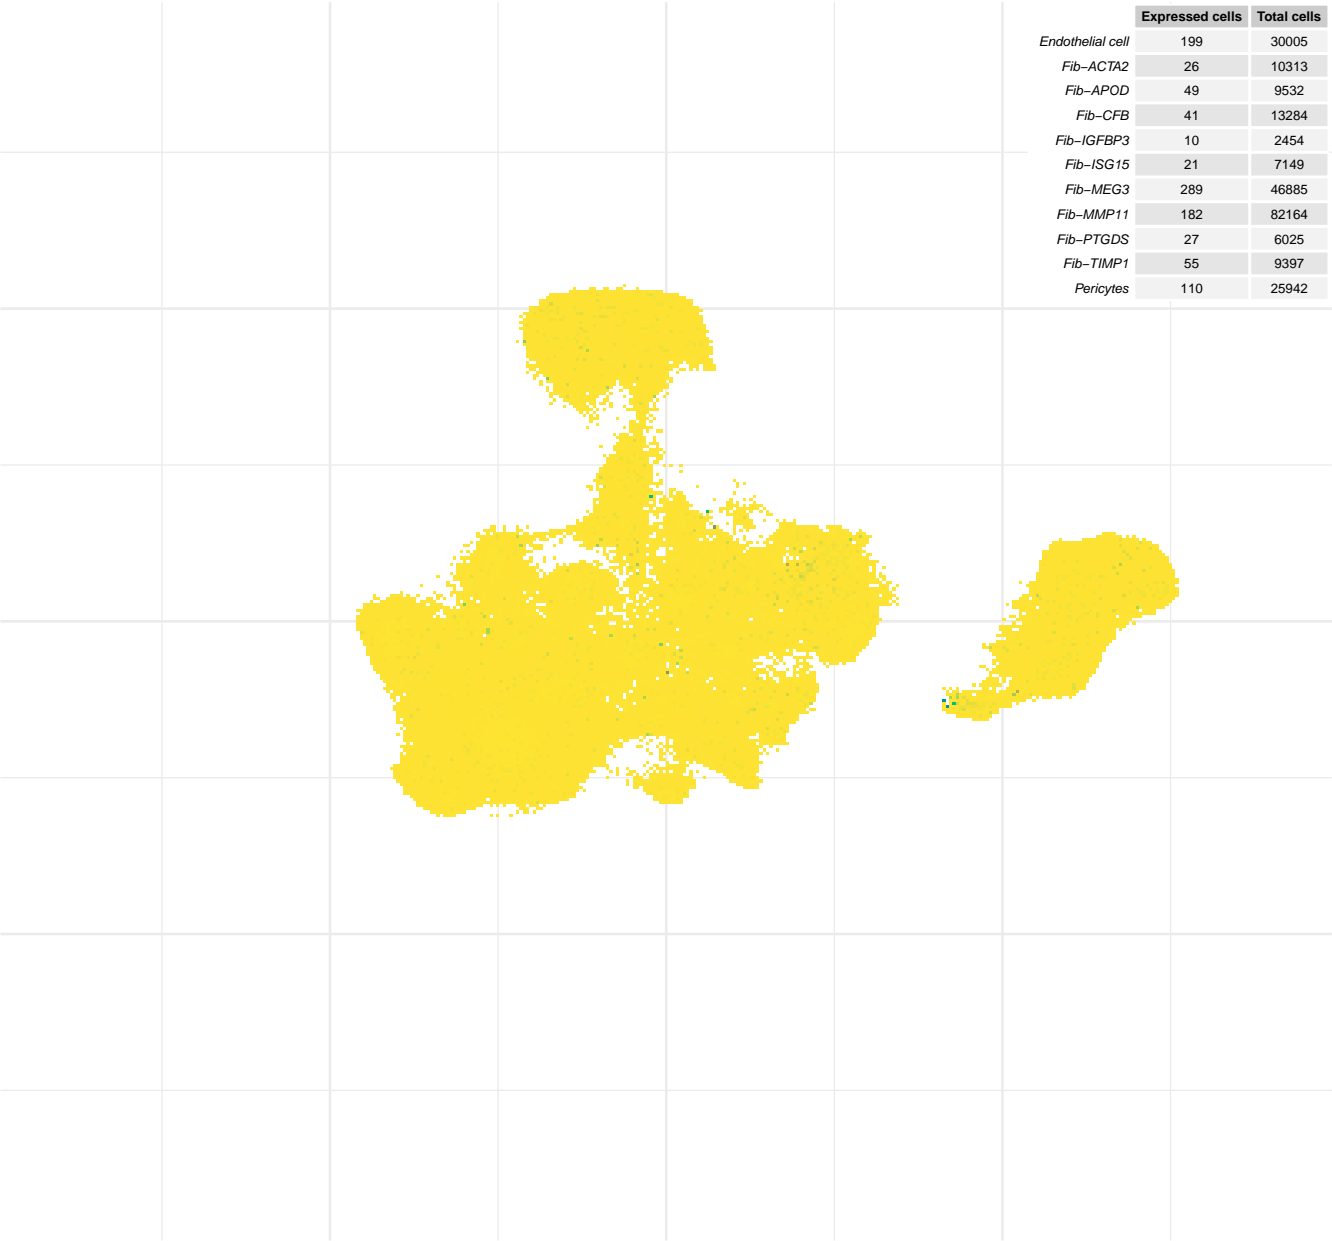 Expressed cells Total cells
Endothelial cell 199 30005
Fib−ACTA2 26 10313
Fib−APOD 49 9532
Fib−CFB 41 13284
Fib−IGFBP3 10 2454
Fib−ISG15 21 7149
Fib−MEG3 289 46885
Fib−MMP11 182 82164
Fib−PTGDS 27 6025
Fib−TIMP1 55 9397
Pericytes 110 25942